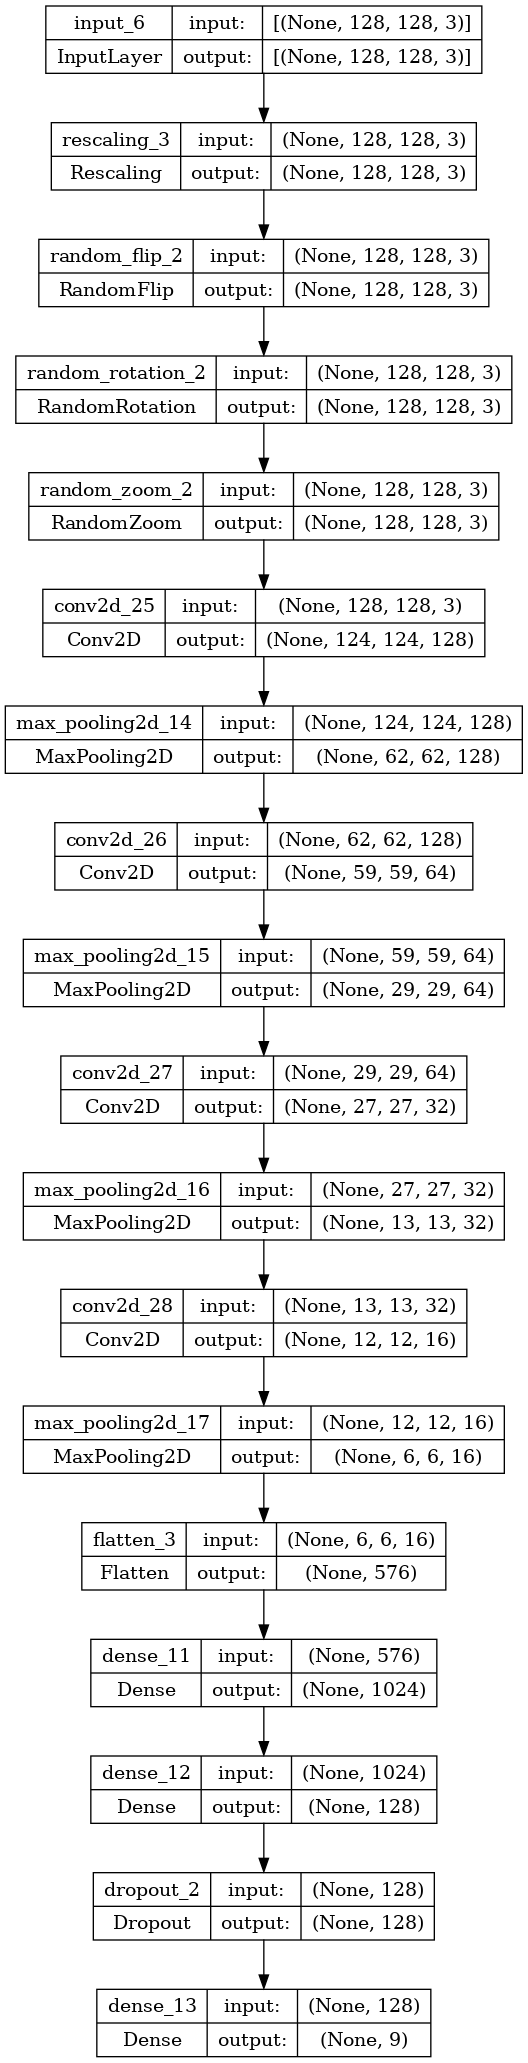 input_6 input: [(None, 128, 128, 3)]
InputLayer output: [(None, 128, 128, 3)]
rescaling_3 input: (None, 128, 128, 3)
Rescaling output: (None, 128, 128, 3)
random_flip_2 input: (None, 128, 128, 3)
RandomFlip output: (None, 128, 128, 3)
random_rotation_2 input: (None, 128, 128, 3)
RandomRotation output: (None, 128, 128, 3)
random_zoom_2 input: (None, 128, 128, 3)
RandomZoom output: (None, 128, 128, 3)
conv2d_25 input: (None, 128, 128, 3)
Conv2D output: (None, 124, 124, 128)
max_pooling2d_14 input: (None, 124, 124, 128)
MaxPooling2D output: (None, 62, 62, 128)
conv2d_26 input: (None, 62, 62, 128)
Conv2D output: (None, 59, 59, 64)
max_pooling2d_15 input: (None, 59, 59, 64)
MaxPooling2D output: (None, 29, 29, 64)
conv2d_27 input: (None, 29, 29, 64)
Conv2D output: (None, 27, 27, 32)
max_pooling2d_16 input: (None, 27, 27, 32)
MaxPooling2D output: (None, 13, 13, 32)
conv2d_28 input: (None, 13, 13, 32)
Conv2D output: (None, 12, 12, 16)
max_pooling2d_17 input: (None, 12, 12, 16)
MaxPooling2D output: (None, 6, 6, 16)
flatten_3 input: (None, 6, 6, 16)
Flatten output: (None, 576)
dense_11 input: (None, 576)
Dense output: (None, 1024)
dense_12 input: (None, 1024)
Dense output: (None, 128)
dropout_2 input: (None, 128)
Dropout output: (None, 128)
dense_13 input: (None, 128)
Dense output: (None, 9)